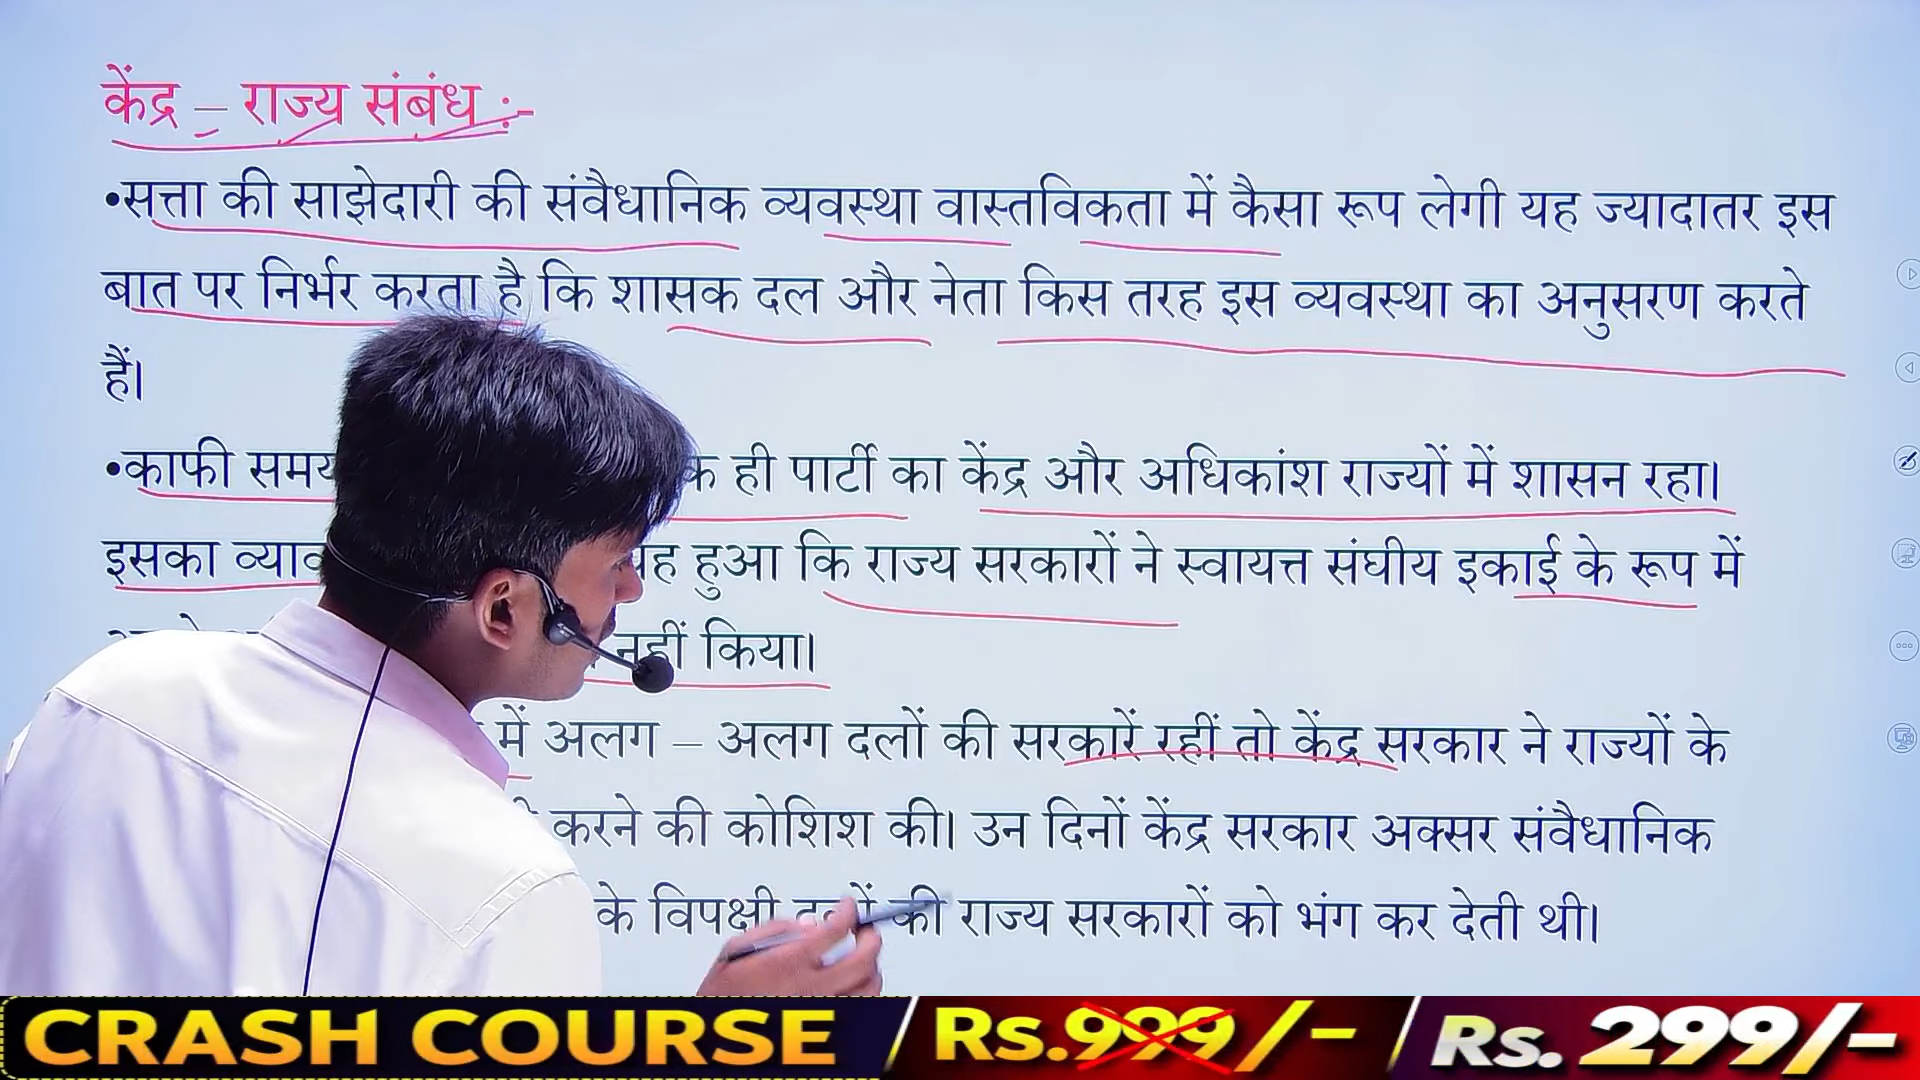 केंद्र – राज्य संबंध :-
•सत्ता की साझेदारी की संवैधानिक व्यवस्था वास्तविकता में कैसा रूप लेगी यह ज्यादातर इस
बात पर निर्भर करता है कि शासक दल और नेता किस तरह इस व्यवस्था का अनुसरण करते
हैं।
•काफी समय ही पार्टी का केंद्र और अधिकांश राज्यों में शासन रहा।
इसका हुआ कि राज्य सरकारों ने स्वायत्त संघीय इकाई के रूप में
नहीं किया।
में अलग – अलग दलों की सरकारें रहीं तो केंद्र सरकार ने राज्यों के
करने की कोशिश की। उन दिनों केंद्र सरकार अक्सर संवैधानिक
के विपक्षी दलों की राज्य सरकारों को भंग कर देती थी।
CRASH COURSE Rs.999/- Rs. 299/-